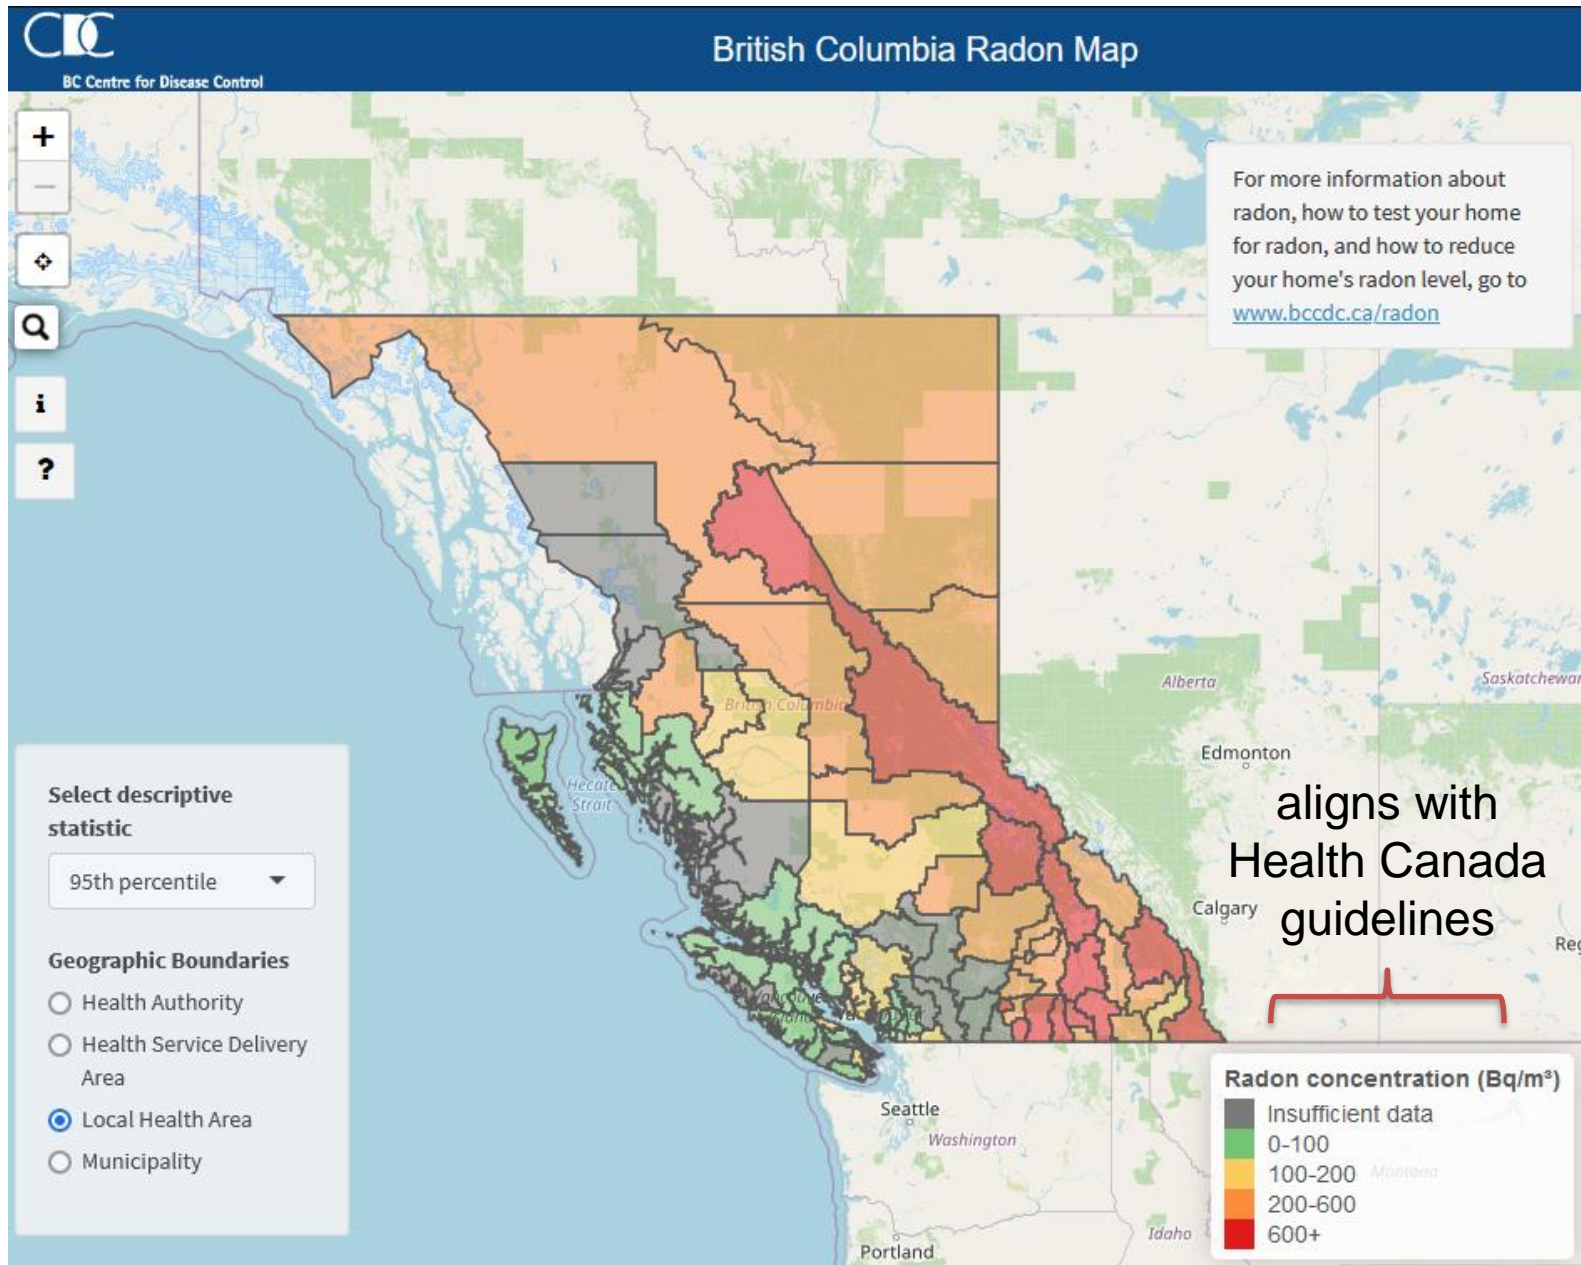 CDC
BC Centre for Disease Control
British Columbia Radon Map
+
−
i
?
For more information about
radon, how to test your home
for radon, and how to reduce
your home's radon level, go to
www.bccdc.ca/radon
Alberta
Saskatchewan
British Columbia
Edmonton
Hecate
Strait
Calgary
Reg
aligns with
Health Canada
guidelines
Select descriptive
statistic
95th percentile
Geographic Boundaries
Health Authority
Health Service Delivery
Area
Local Health Area
Municipality
Seattle
Washington
Portland
Idaho
Montana
Radon concentration (Bq/m³)
Insufficient data
0-100
100-200
200-600
600+